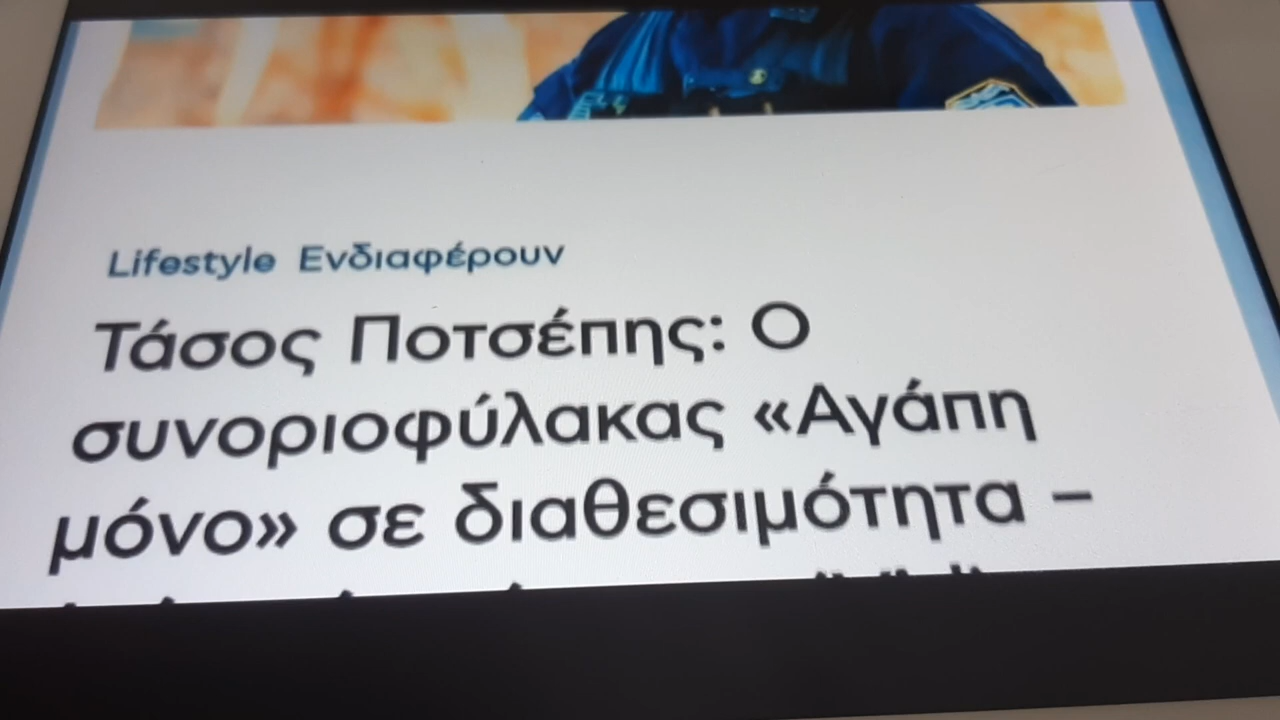 Lifestyle Ενδιαφέρουν
Τάσος Ποτσέπης: Ο
συνοριοφύλακας «Αγάπη
μόνο» σε διαθεσιμότητα –